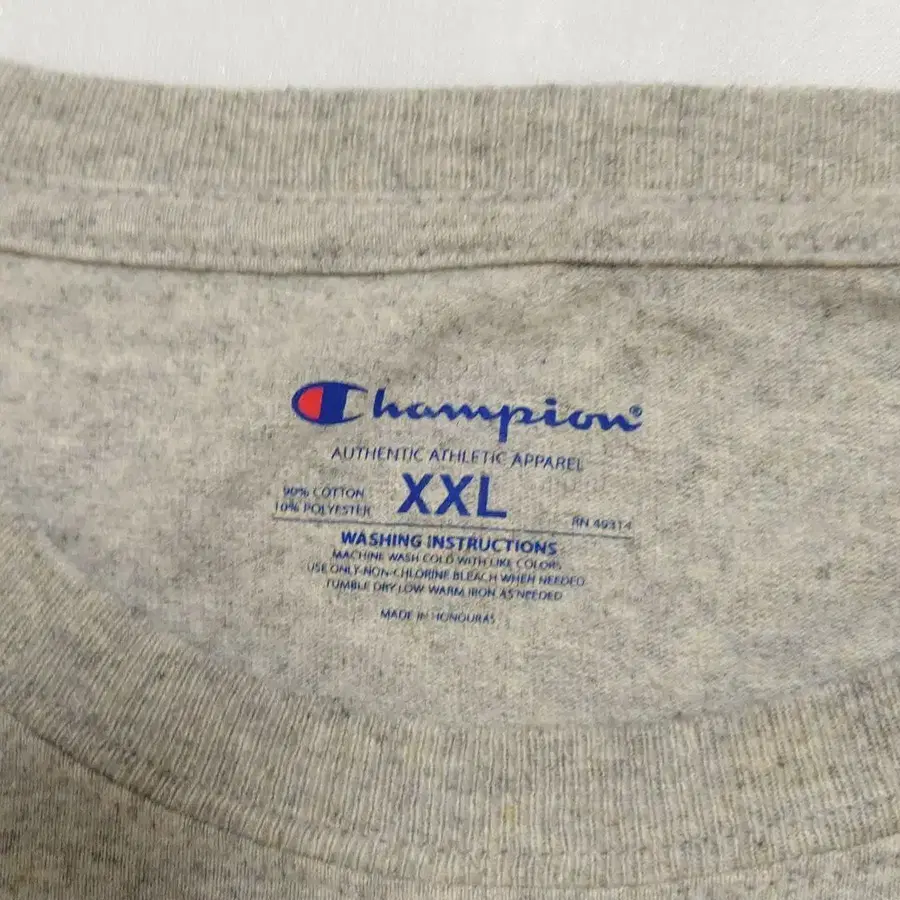 Champion®
AUTHENTIC ATHLETIC APPAREL
90% COTTON
10% POLYESTER
XXL
RN 49314
WASHING INSTRUCTIONS
MACHINE WASH COLD WITH LIKE COLORS
USE ONLY NON-CHLORINE BLEACH WHEN NEEDED
TUMBLE DRY LOW WARM IRON AS NEEDED
MADE IN HONDURAS